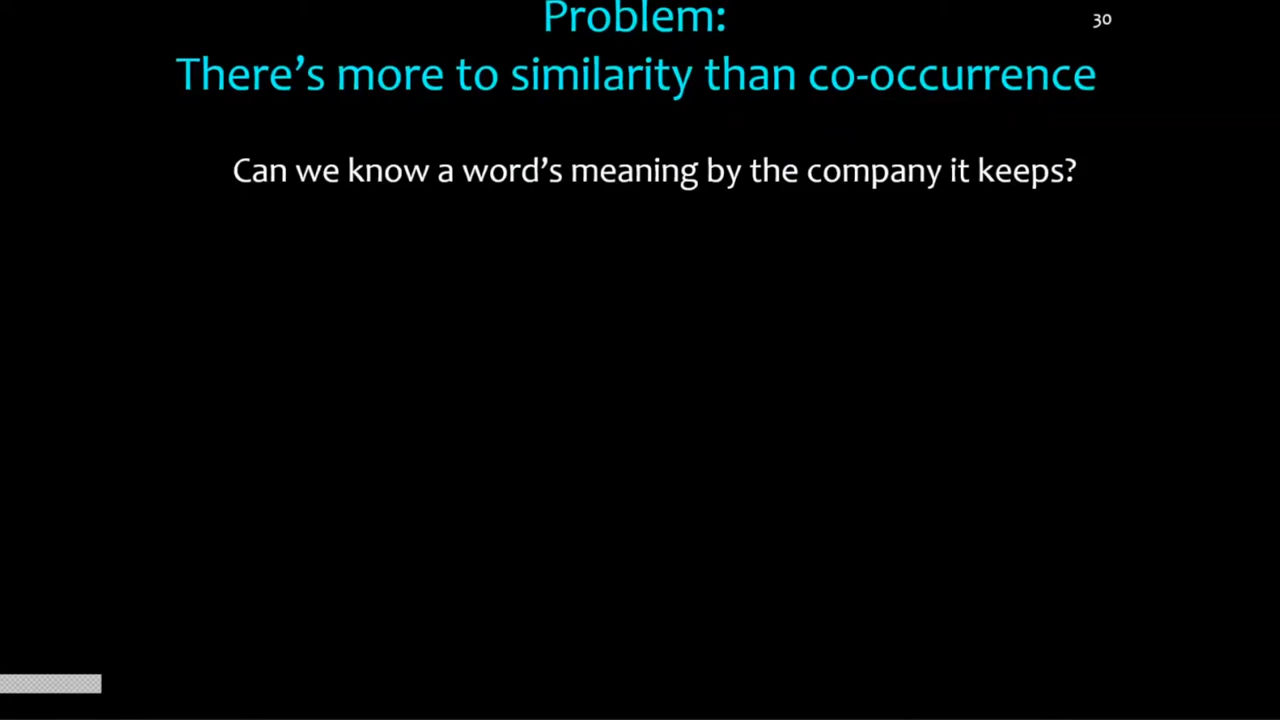 Problem:
30
There’s more to similarity than co-occurrence
Can we know a word’s meaning by the company it keeps?